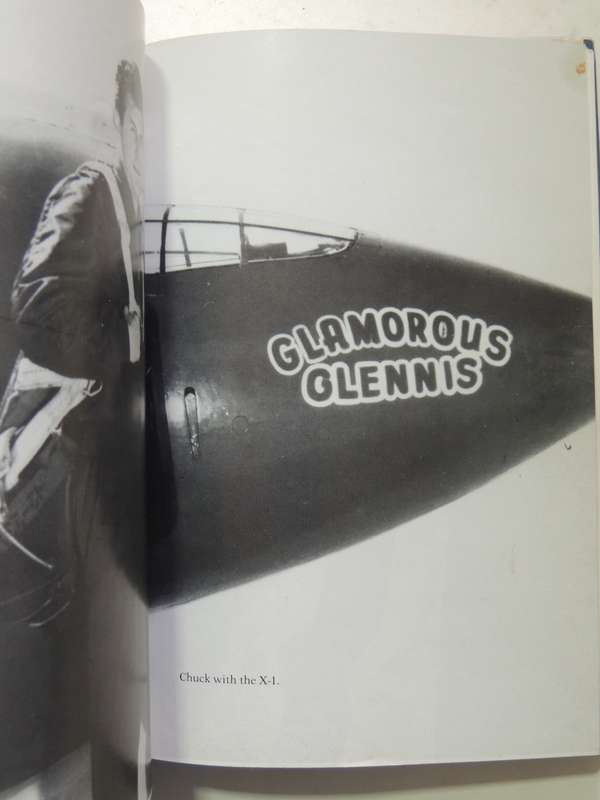 GLAMOROUS
GLENNIS
Chuck with the X-1.